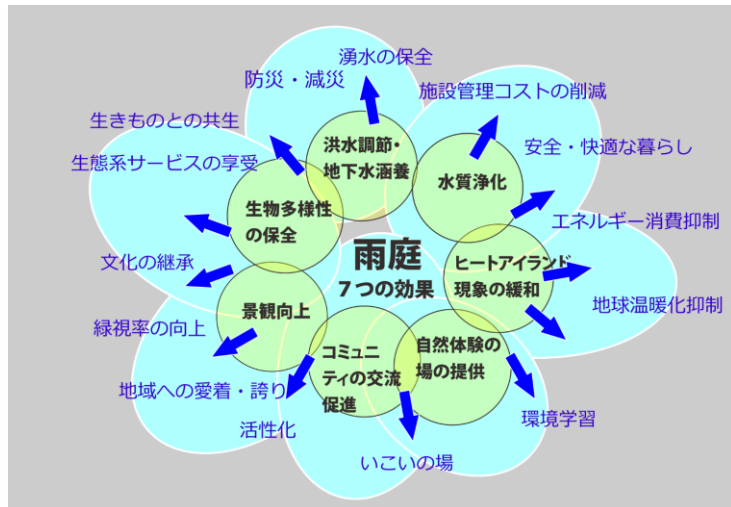 湧水の保全
防災・減災
施設管理コストの削減
生きものとの共生
安全・快適な暮らし
生態系サービスの享受
洪水調節・
地下水涵養
水質浄化
生物多様性
の保全
エネルギー消費抑制
雨庭
7つの効果
ヒートアイランド
現象の緩和
文化の継承
地球温暖化抑制
景観向上
緑視率の向上
コミュニ
ティの交流
促進
自然体験の
場の提供
地域への愛着・誇り
環境学習
活性化
いこいの場